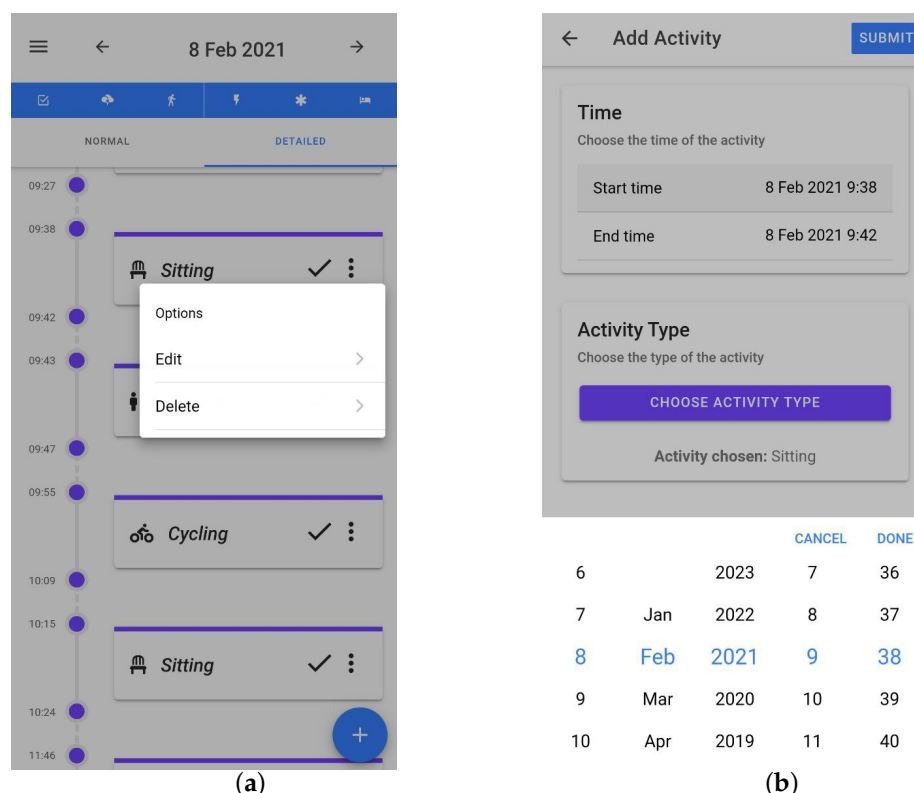 8 Feb 2021
NORMAL DETAILED
09:27
09:38
Sitting
Options
09:42
Edit
09:43
Delete
09:47
09:55
Cycling
10:09
10:15
Sitting
10:24
11:46
(a)
Add Activity SUBMIT
Time
Choose the time of the activity
Start time 8 Feb 2021 9:38
End time 8 Feb 2021 9:42
Activity Type
Choose the type of the activity
CHOOSE ACTIVITY TYPE
Activity chosen: Sitting
CANCEL DONE
6 2023 7 36
7 Jan 2022 8 37
8 Feb 2021 9 38
9 Mar 2020 10 39
10 Apr 2019 11 40
(b)